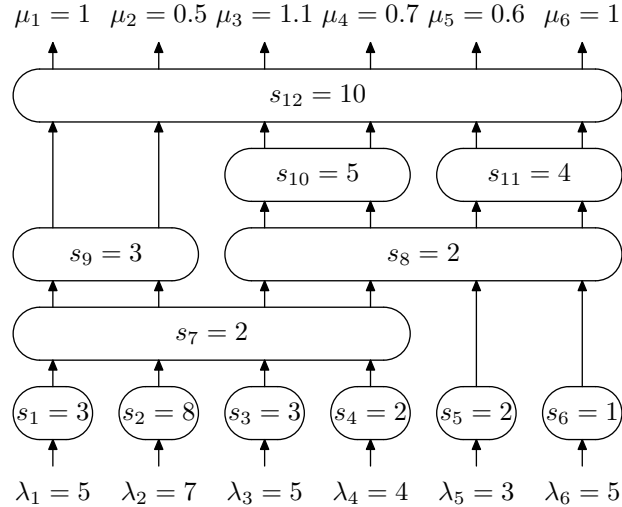 μ₁ = 1 μ₂ = 0.5 μ₃ = 1.1 μ₄ = 0.7 μ₅ = 0.6 μ₆ = 1
s₁₂ = 10
s₁₀ = 5 s₁₁ = 4
s₉ = 3 s₈ = 2
s₇ = 2
s₁ = 3 s₂ = 8 s₃ = 3 s₄ = 2 s₅ = 2 s₆ = 1
λ₁ = 5 λ₂ = 7 λ₃ = 5 λ₄ = 4 λ₅ = 3 λ₆ = 5